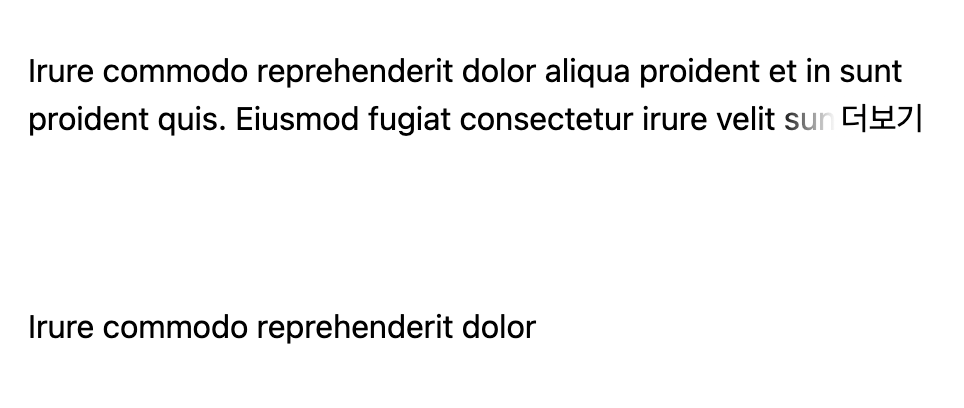 Irure commodo reprehenderit dolor aliqua proident et in sunt
proident quis. Eiusmod fugiat consectetur irure velit sun 더보기
Irure commodo reprehenderit dolor